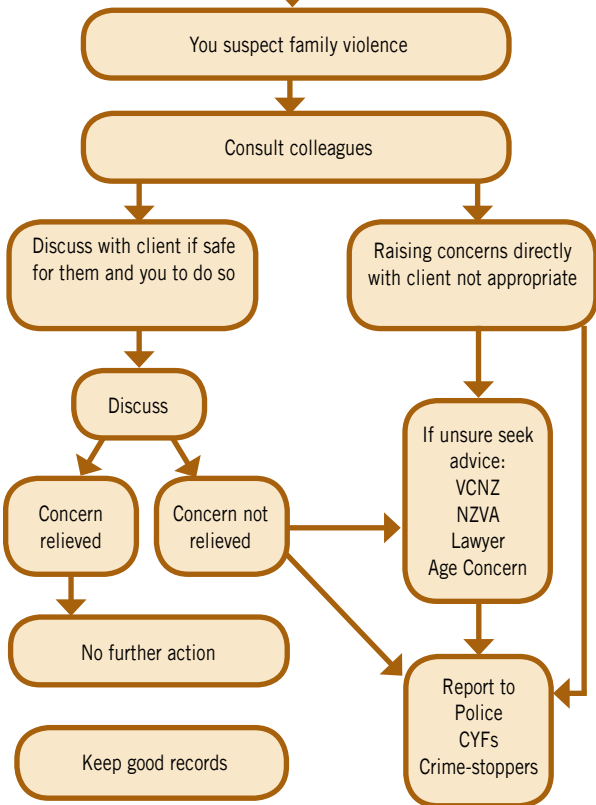 You suspect family violence
Consult colleagues
Discuss with client if safe
for them and you to do so
Raising concerns directly
with client not appropriate
Discuss
If unsure seek
advice:
VCNZ
NZVA
Lawyer
Age Concern
Concern
relieved
Concern not
relieved
No further action
Report to
Police
CYFs
Crime-stoppers
Keep good records